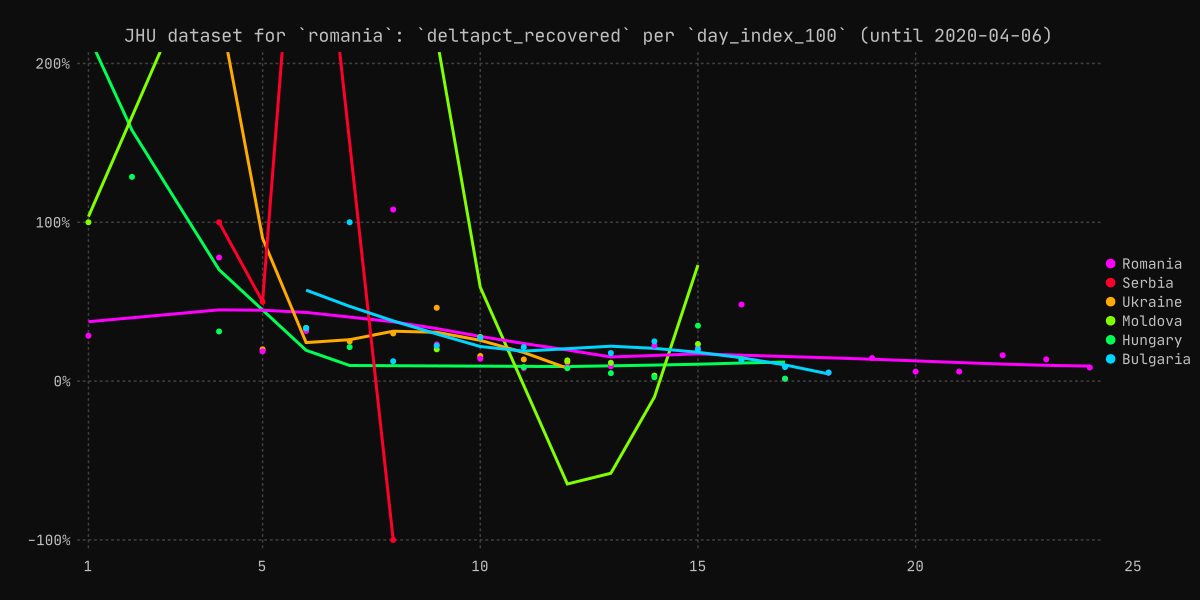 JHU dataset for `romania`: `deltapct_recovered` per `day_index_100` (until 2020-04-06)
200%
100%
0%
-100%
1 5 10 15 20 25
Romania
Serbia
Ukraine
Moldova
Hungary
Bulgaria